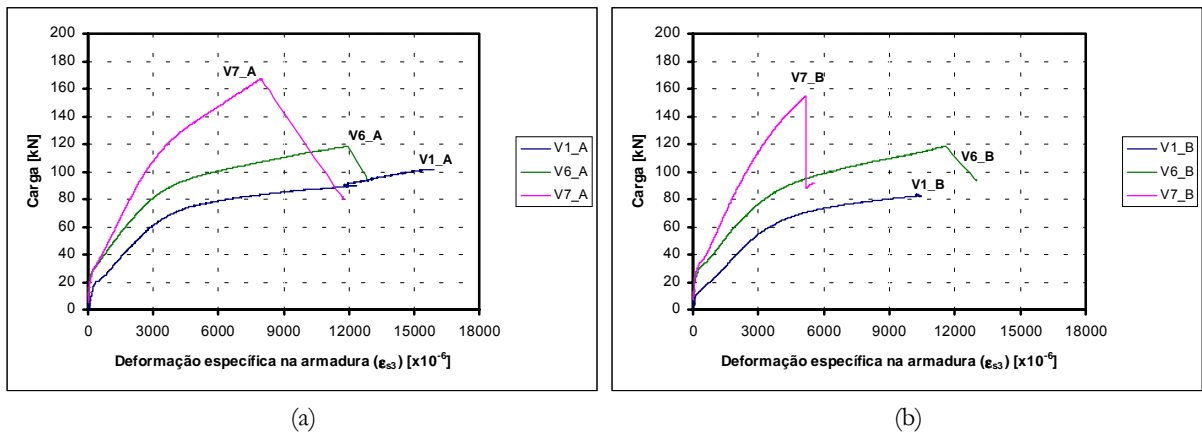 200
180
160
140
120
100
80
60
40
20
0
Carga [kN]
V7_A
V6_A
V1_A
0 3000 6000 9000 12000 15000 18000
Deformação específica na armadura (εs3) [x10-6]
V1_A
V6_A
V7_A
(a)
200
180
160
140
120
100
80
60
40
20
0
Carga [kN]
V7_B
V6_B
V1_B
0 3000 6000 9000 12000 15000 18000
Deformação específica na armadura (εs3) [x10-6]
V1_B
V6_B
V7_B
(b)